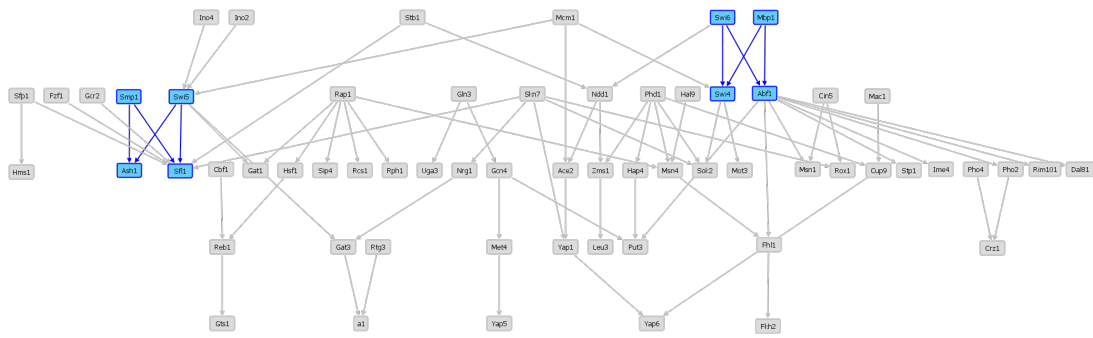 Ino4 Ino2 Stb1 Mcm1 Swi6 Mbp1
Sfp1 Fzf1 Gcr2 Smp1 Swi5 Rap1 Gln3 Skn7 Ndd1 Phd1 Hal9 Swi4 Abf1 Cin5 Mac1
Hms1 Ash1 Sfl1 Cbf1 Gat1 Hsf1 Sip4 Rcs1 Rph1 Uga3 Nrg1 Gcn4 Ace2 Zms1 Hap4 Msn4 Sok2 Mot3 Msn1 Rox1 Cup9 Stp1 Ime4 Pho4 Pho2 Rim101 Dal81
Reb1 Gat3 Rtg3 Met4 Yap1 Leu3 Put3 Fhl1 Crz1
Gts1 a1 Yap5 Yap6 Fkh2